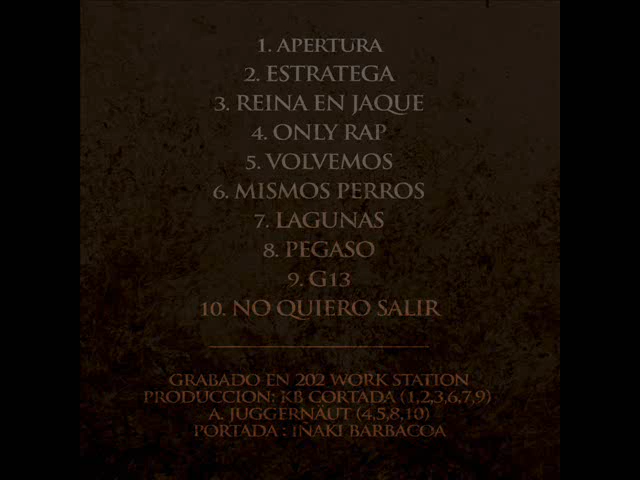 1. APERTURA
2. ESTRATEGA
3. REINA EN JAQUE
4. ONLY RAP
5. VOLVEMOS
6. MISMOS PERROS
7. LAGUNAS
8. PEGASO
9. G13
10. NO QUIERO SALIR
GRABADO EN 202 WORK STATION
PRODUCCION: KB CORTADA (1,2,3,6,7,9)
A. JUGGERNÄUT (4,5,8,10)
PORTADA : IÑAKI BARBACOA